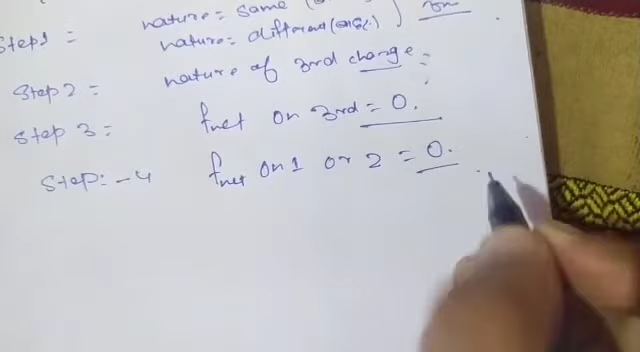 nature = same
Step1 = nature = different
Step 2 = nature of 3rd change =
Step 3 = fnet on 3rd = 0.
Step: - 4 fnet on 1 or 2 = 0.